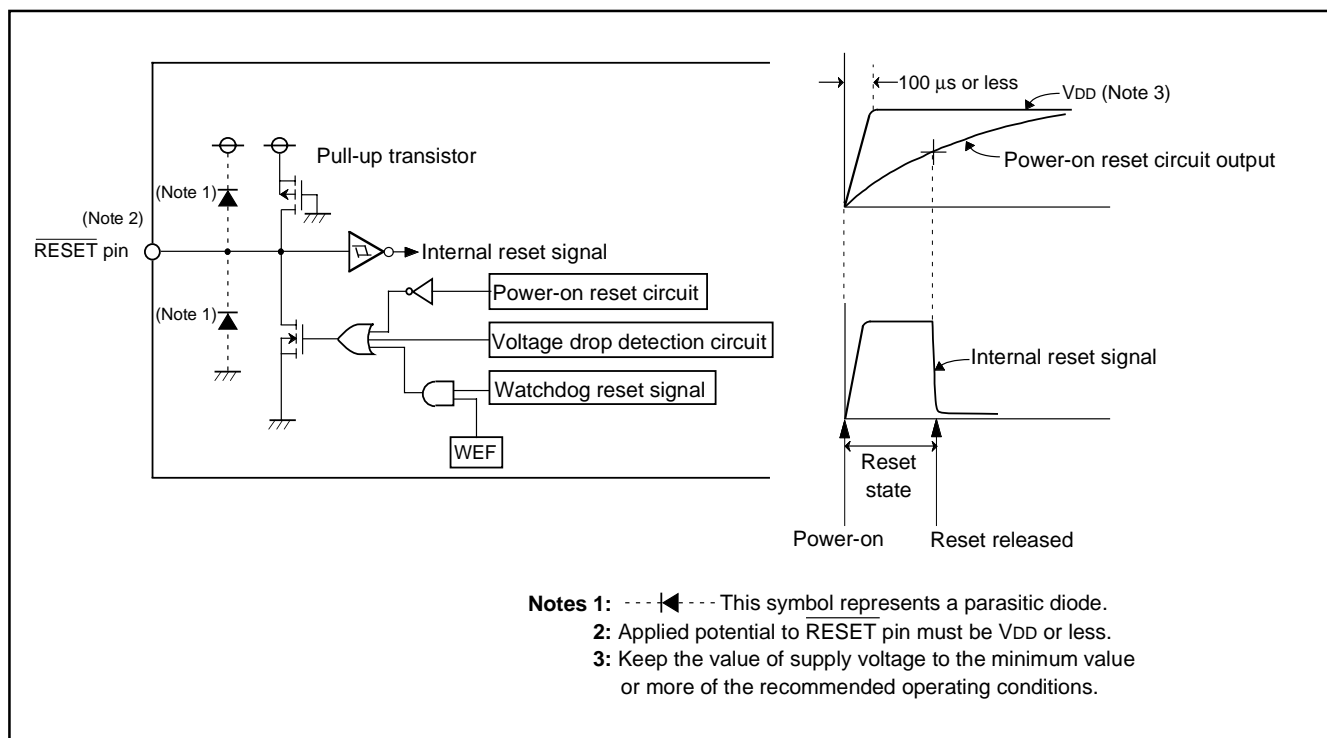 100 µs or less
VDD (Note 3)
Power-on reset circuit output
Pull-up transistor
(Note 1)
(Note 2)
RESET pin
Internal reset signal
Power-on reset circuit
(Note 1)
Voltage drop detection circuit
Watchdog reset signal
WEF
Internal reset signal
Reset
state
Power-on
Reset released
Notes 1: This symbol represents a parasitic diode.
2: Applied potential to RESET pin must be VDD or less.
3: Keep the value of supply voltage to the minimum value
or more of the recommended operating conditions.